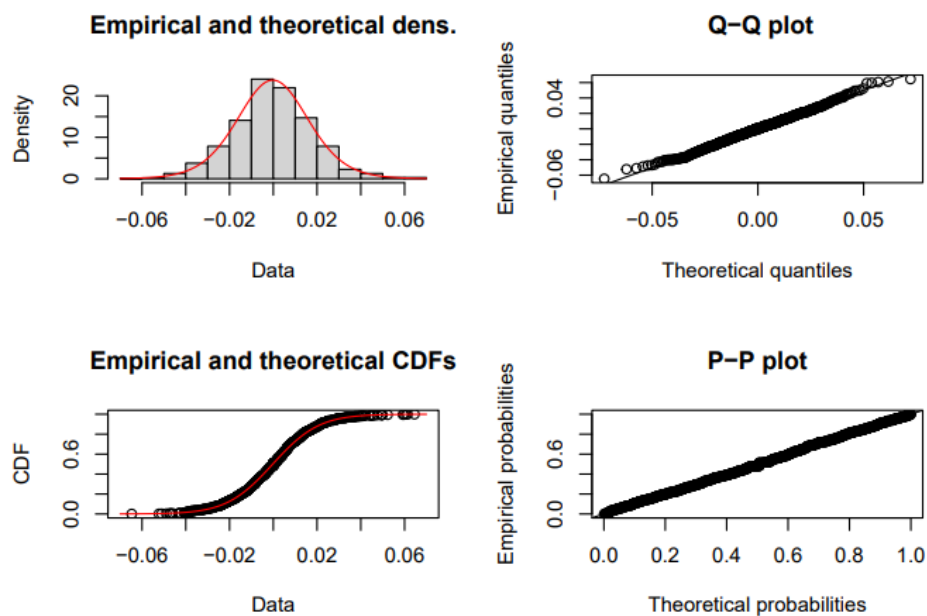 Empirical and theoretical dens.
Density
0 10 20
−0.06 −0.02 0.02 0.06
Data
Q−Q plot
Empirical quantiles
−0.06 0.04
−0.05 0.00 0.05
Theoretical quantiles
Empirical and theoretical CDFs
CDF
0.0 0.6
−0.06 −0.02 0.02 0.06
Data
P−P plot
Empirical probabilities
0.0 0.6
0.0 0.2 0.4 0.6 0.8 1.0
Theoretical probabilities